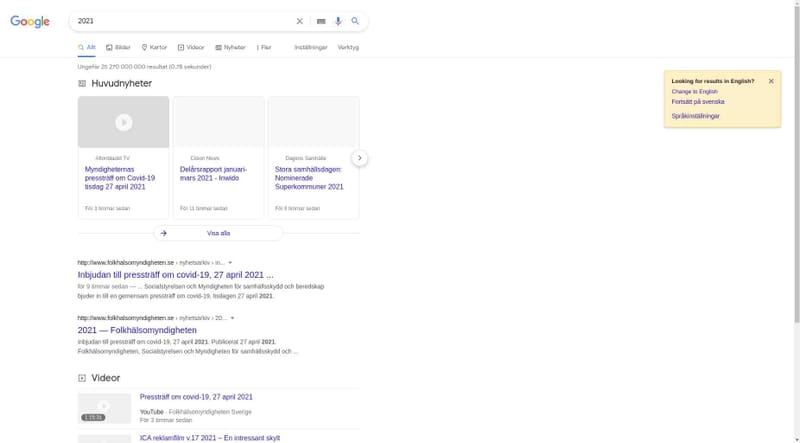 Google
2021
Allt
Bilder
Kartor
Videor
Nyheter
Fler
Inställningar
Verktyg
Ungefär 25 270 000 000 resultat (0,78 sekunder)
Looking for results in English?
Change to English
Fortsätt på svenska
Språkinställningar
Huvudnyheter
Aftonbladet TV
Myndigheternas
pressträff om Covid-19
tisdag 27 april 2021
För 3 timmar sedan
Cision News
Delårsrapport januari-
mars 2021 - Inwido
För 11 timmar sedan
Dagens Samhälle
Stora samhällsdagen:
Nominerade
Superkommuner 2021
timmar sedan
Visa alla
http://www.folkhalsomyndigheten.se › nyhetsarkiv › in...
Inbjudan till pressträff om covid-19, 27 april 2021 ...
för 9 timmar sedan — ... Socialstyrelsen och Myndigheten för samhällsskydd och beredskap
bjuder in till en gemensam pressträff om covid-19, tisdagen 27 april 2021.
http://www.folkhalsomyndigheten.se › nyhetsarkiv › 20...
2021 — Folkhälsomyndigheten
Inbjudan till pressträff om covid-19, 27 april 2021. Publicerat 27 april 2021.
Folkhälsomyndigheten, Socialstyrelsen och Myndigheten för samhällsskydd och ...
Videor
Pressträff om covid-19, 27 april 2021
YouTube · Folkhälsomyndigheten Sverige
För 3 timmar sedan
ICA reklamfilm v.17 2021 – En intressant skylt